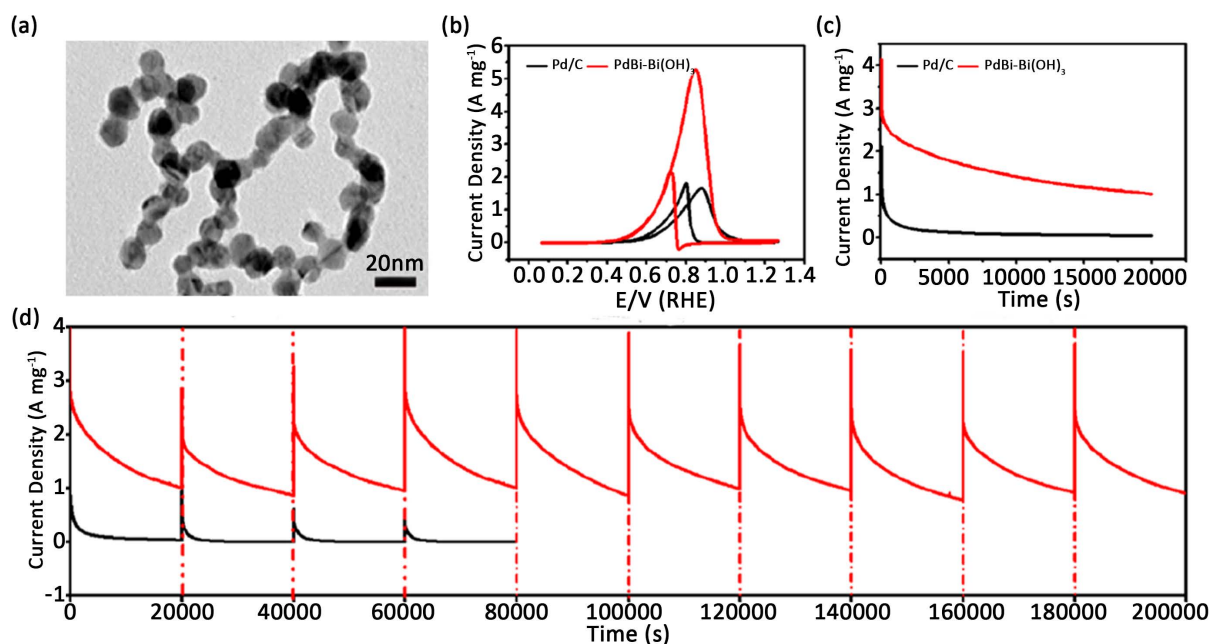 (a)
20nm
(b)
Current Density (A mg⁻¹)
6
5
4
3
2
1
0
Pd/C PdBi-Bi(OH)₃
0.0 0.2 0.4 0.6 0.8 1.0 1.2 1.4
E/V (RHE)
(c)
Current Density (A mg⁻¹)
4
3
2
1
0
Pd/C PdBi-Bi(OH)₃
0 5000 10000 15000 20000
Time (s)
(d)
Current Density (A mg⁻¹)
4
3
2
1
0
-1
0 20000 40000 60000 80000 100000 120000 140000 160000 180000 200000
Time (s)